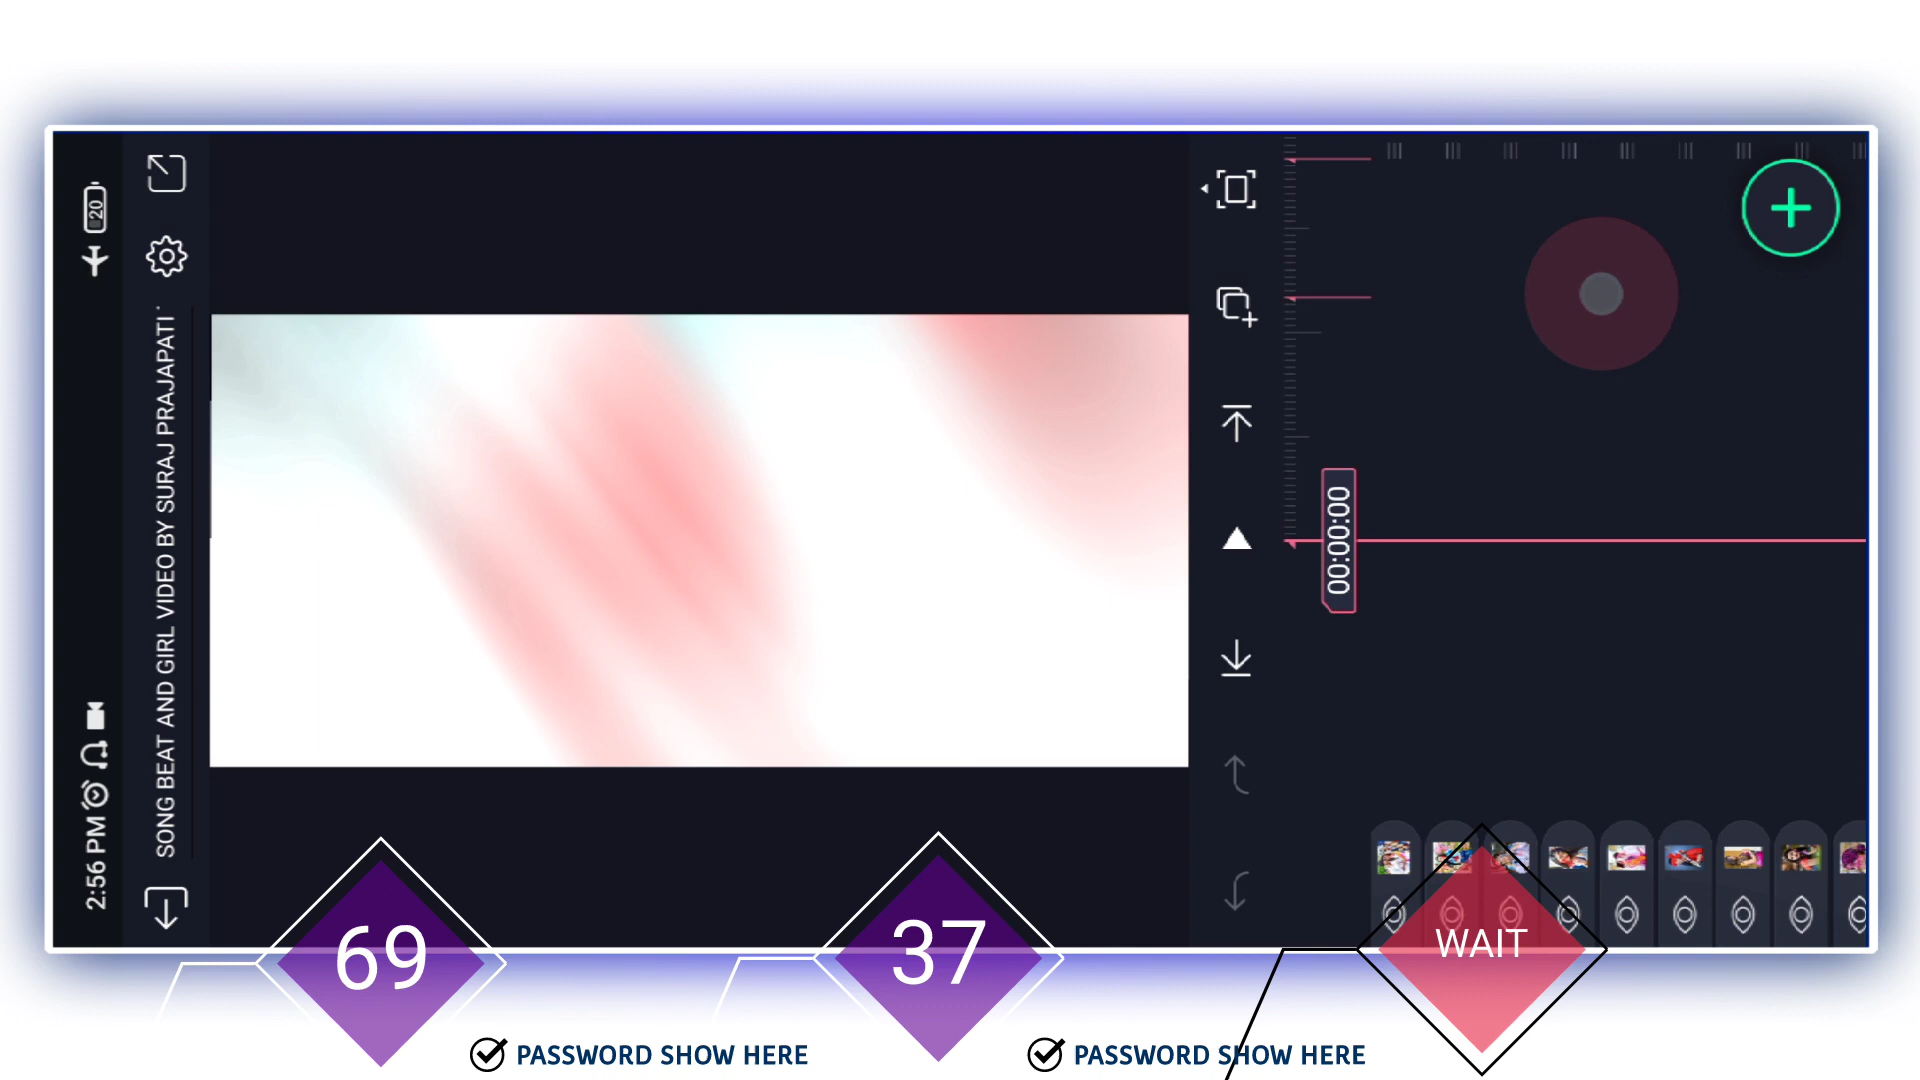 2:56 PM
20
SONG BEAT AND GIRL VIDEO BY SURAJ PRAJAPATI
00:00:00
69
37
WAIT
PASSWORD SHOW HERE
PASSWORD SHOW HERE